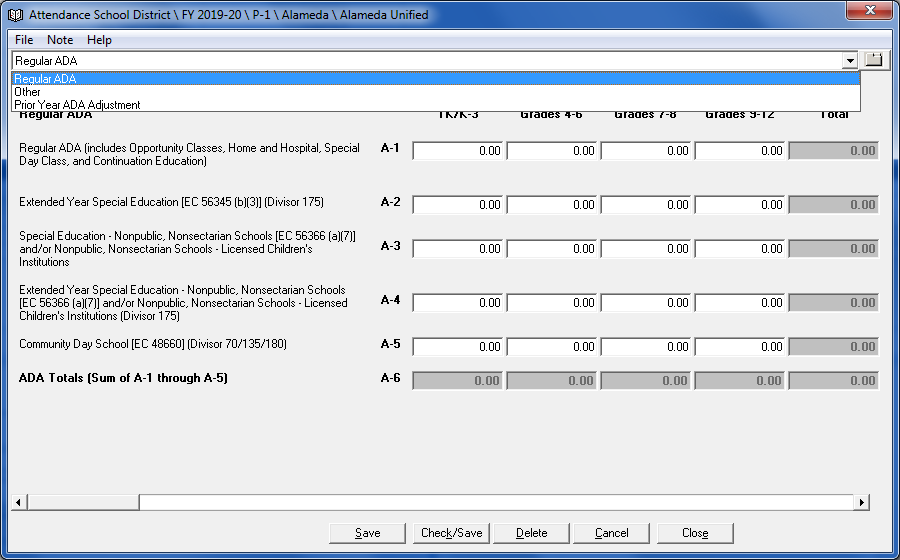 Attendance School District \ FY 2019-20 \ P-1 \ Alameda \ Alameda Unified
File Note Help
Regular ADA
Regular ADA
Other
Prior Year ADA Adjustment
Regular ADA TK/K-3 Grades 4-6 Grades 7-8 Grades 9-12 Total
Regular ADA (includes Opportunity Classes, Home and Hospital, Special
Day Class, and Continuation Education)
A-1 0.00 0.00 0.00 0.00 0.00
Extended Year Special Education [EC 56345 (b)(3)] (Divisor 175) A-2 0.00 0.00 0.00 0.00 0.00
Special Education - Nonpublic, Nonsectarian Schools [EC 56366 (a)(7)]
and/or Nonpublic, Nonsectarian Schools - Licensed Children's
Institutions
A-3 0.00 0.00 0.00 0.00 0.00
Extended Year Special Education - Nonpublic, Nonsectarian Schools
[EC 56366 (a)(7)] and/or Nonpublic, Nonsectarian Schools - Licensed
Children's Institutions (Divisor 175)
A-4 0.00 0.00 0.00 0.00 0.00
Community Day School [EC 48660] (Divisor 70/135/180) A-5 0.00 0.00 0.00 0.00 0.00
ADA Totals (Sum of A-1 through A-5) A-6 0.00 0.00 0.00 0.00 0.00
Save Check/Save Delete Cancel Close